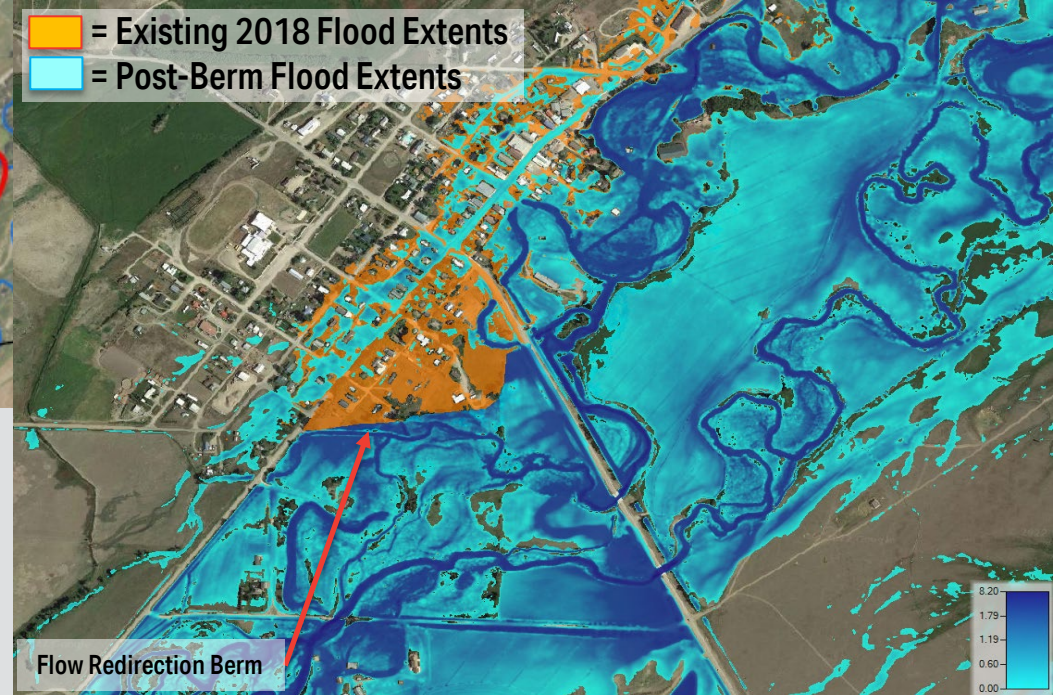 = Existing 2018 Flood Extents
= Post-Berm Flood Extents
Flow Redirection Berm
8.20
1.79
1.19
0.60
0.00